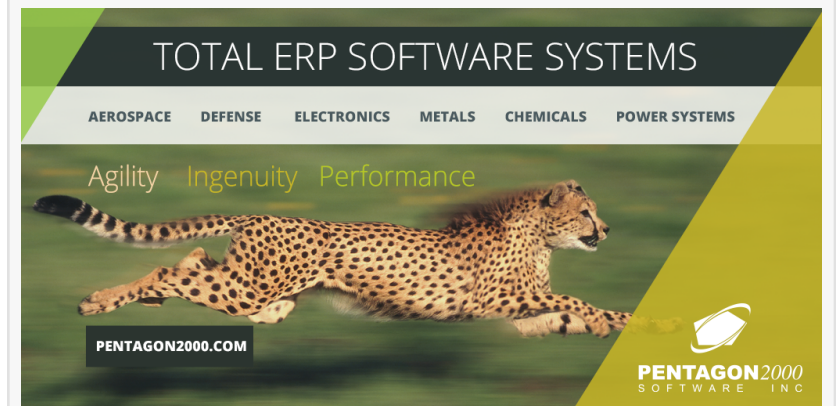 TOTAL ERP SOFTWARE SYSTEMS
AEROSPACE DEFENSE ELECTRONICS METALS CHEMICALS POWER SYSTEMS
Agility Ingenuity Performance
PENTAGON2000.COM
PENTAGON2000
SOFTWARE INC